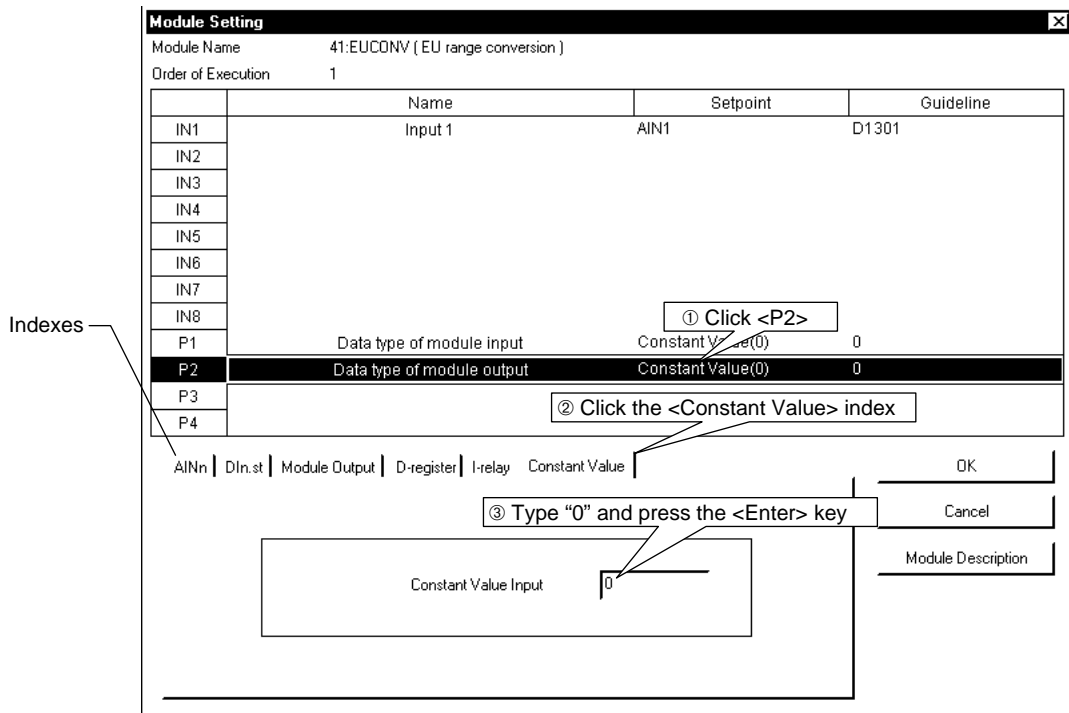 Module Setting
Module Name 41:EUCONV ( EU range conversion )
Order of Execution 1
Name Setpoint Guideline
IN1 Input 1 AIN1 D1301
IN2
IN3
IN4
IN5
IN6
IN7
IN8
① Click <P2>
Indexes
P1 Data type of module input Constant Value(0) 0
P2 Data type of module output Constant Value(0) 0
P3
② Click the <Constant Value> index
P4
AINn DIn.st Module Output D-register I-relay Constant Value OK
③ Type “0” and press the <Enter> key Cancel
Module Description
Constant Value Input 0